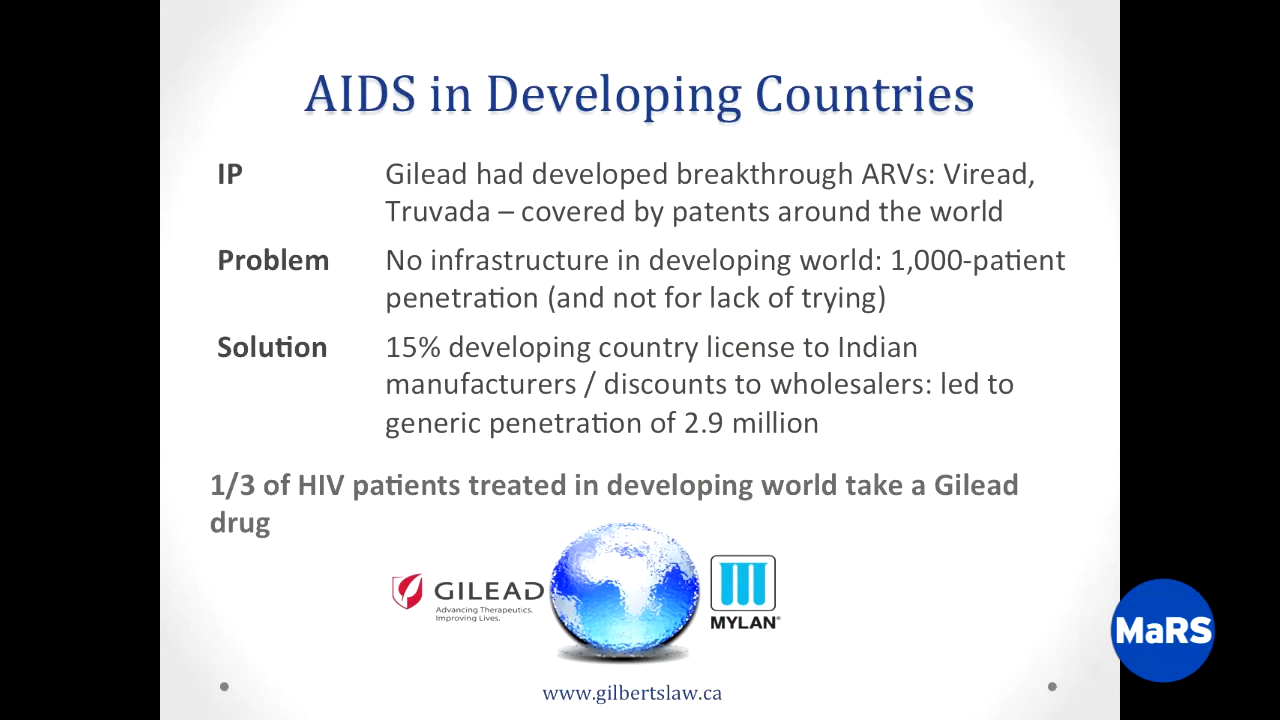 AIDS in Developing Countries
IP
Gilead had developed breakthrough ARVs: Viread,
Truvada – covered by patents around the world
Problem
No infrastructure in developing world: 1,000-patient
penetration (and not for lack of trying)
Solution
15% developing country license to Indian
manufacturers / discounts to wholesalers: led to
generic penetration of 2.9 million
1/3 of HIV patients treated in developing world take a Gilead
drug
GILEAD
Advancing Therapeutics.
Improving Lives.
MYLAN®
MaRS
www.gilbertslaw.ca